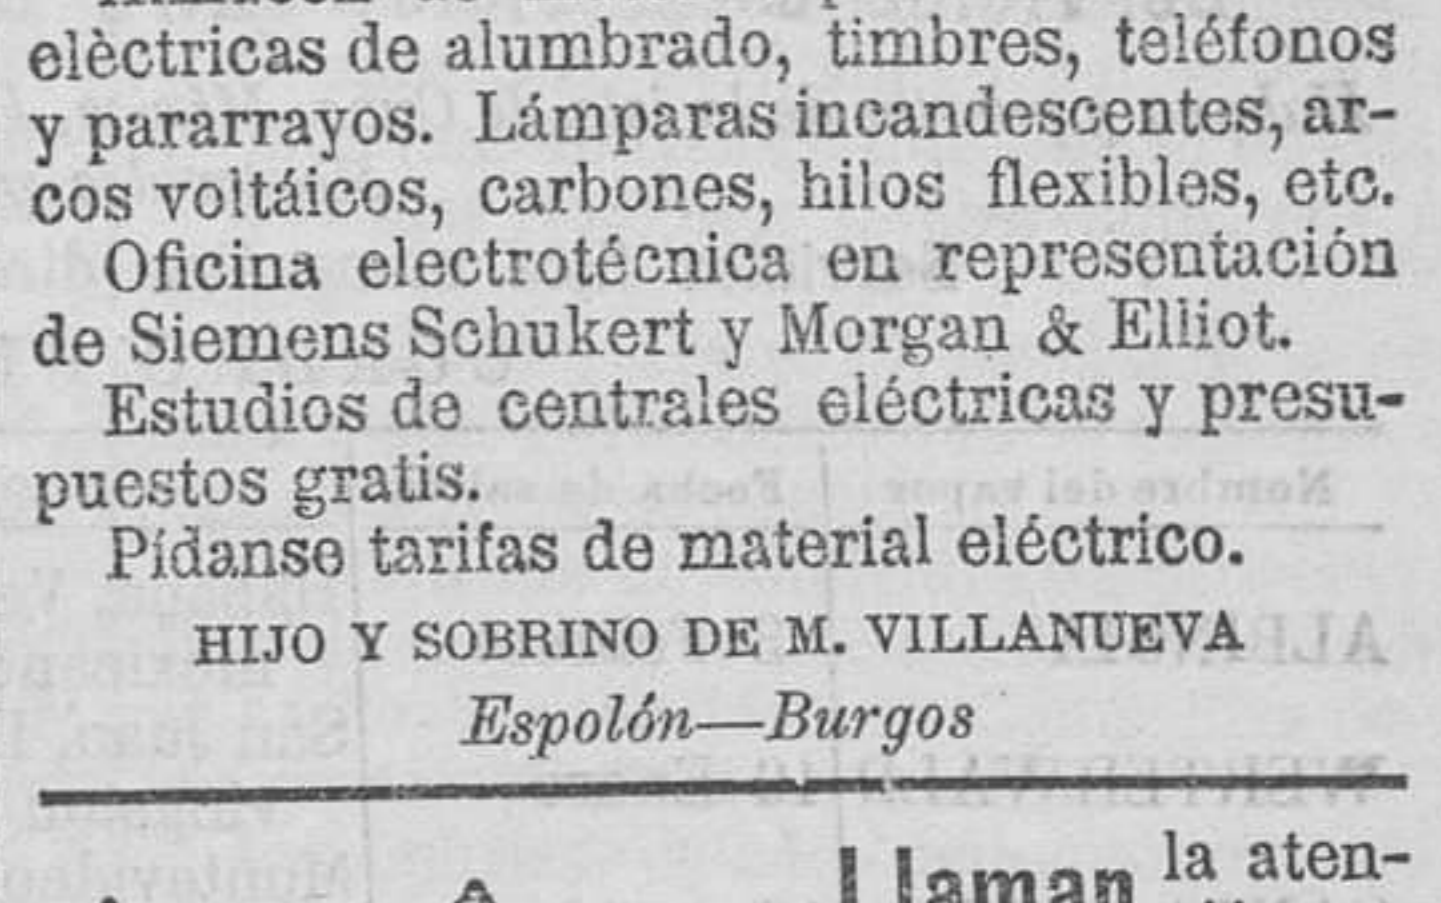 elèctricas de alumbrado, timbres, teléfonos
y pararrayos. Lámparas incandescentes, ar-
cos voltáicos, carbones, hilos flexibles, etc.
Oficina electrotécnica en representación
de Siemens Schukert y Morgan & Elliot.
Estudios de centrales eléctricas y presu-
puestos gratis.
Pídanse tarifas de material eléctrico.
HIJO Y SOBRINO DE M. VILLANUEVA
Espolón—Burgos
Llaman la aten-